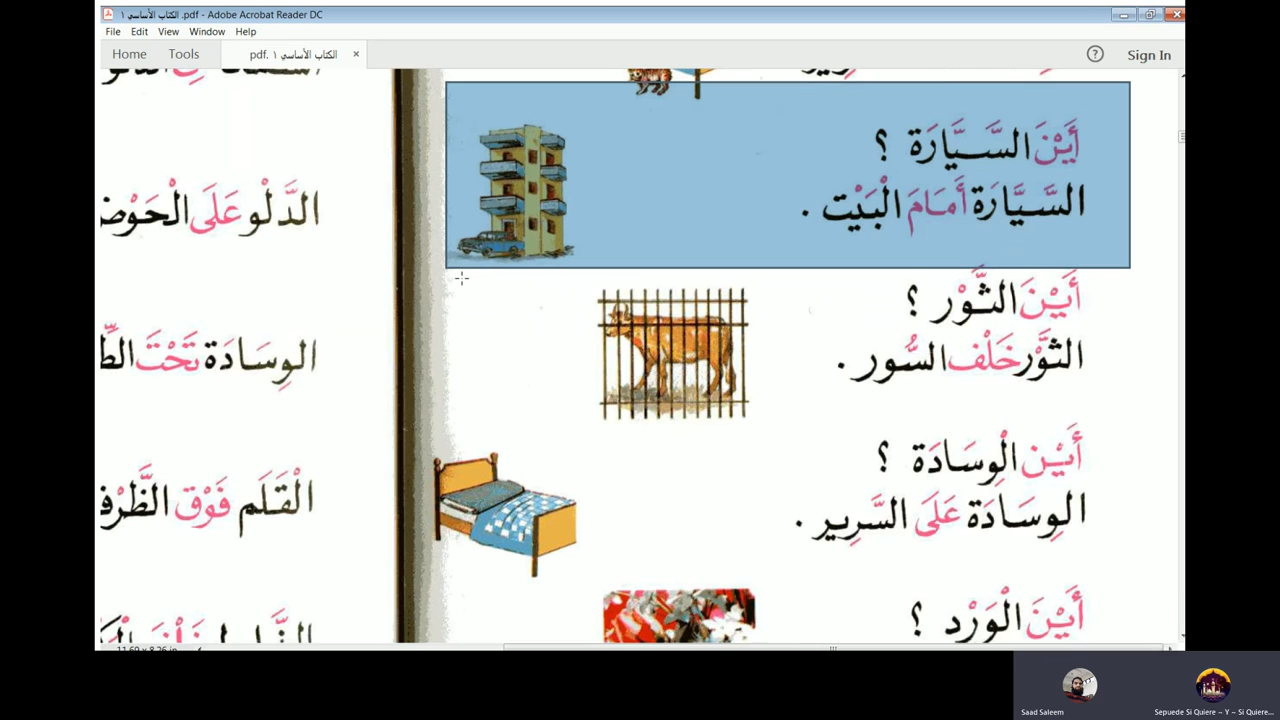 الكتاب الأساسي ١ .pdf - Adobe Acrobat Reader DC
File Edit View Window Help
Home Tools الكتاب الأساسي ١ .pdf × Sign In
أَيْنَ السَّيَّارَة ؟
السَّيَّارَة أَمَامَ الْبَيْت .
أَيْنَ الثَّوْر ؟
الثَّوْر خَلْف السُّور .
أَيْن الْوِسَادَة ؟
الوِسَادَة عَلَى السَّرِير .
أَيْنَ الْوَرْد ؟
الدَّلْو عَلَى الْحَوْض
الوِسَادَة تَحْتَ
الْقَلَم فَوْق الظَّرْف
Saad Saleem
Sepuede Si Quiere ~ Y ~ Si Quiere...